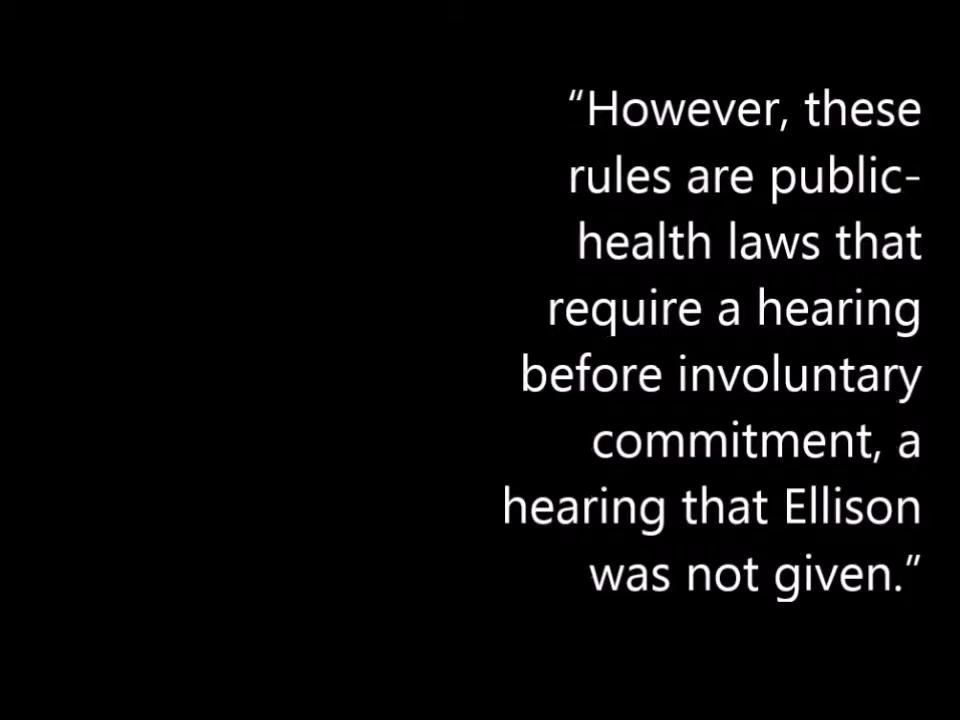 “However, these
rules are public-
health laws that
require a hearing
before involuntary
commitment, a
hearing that Ellison
was not given.”